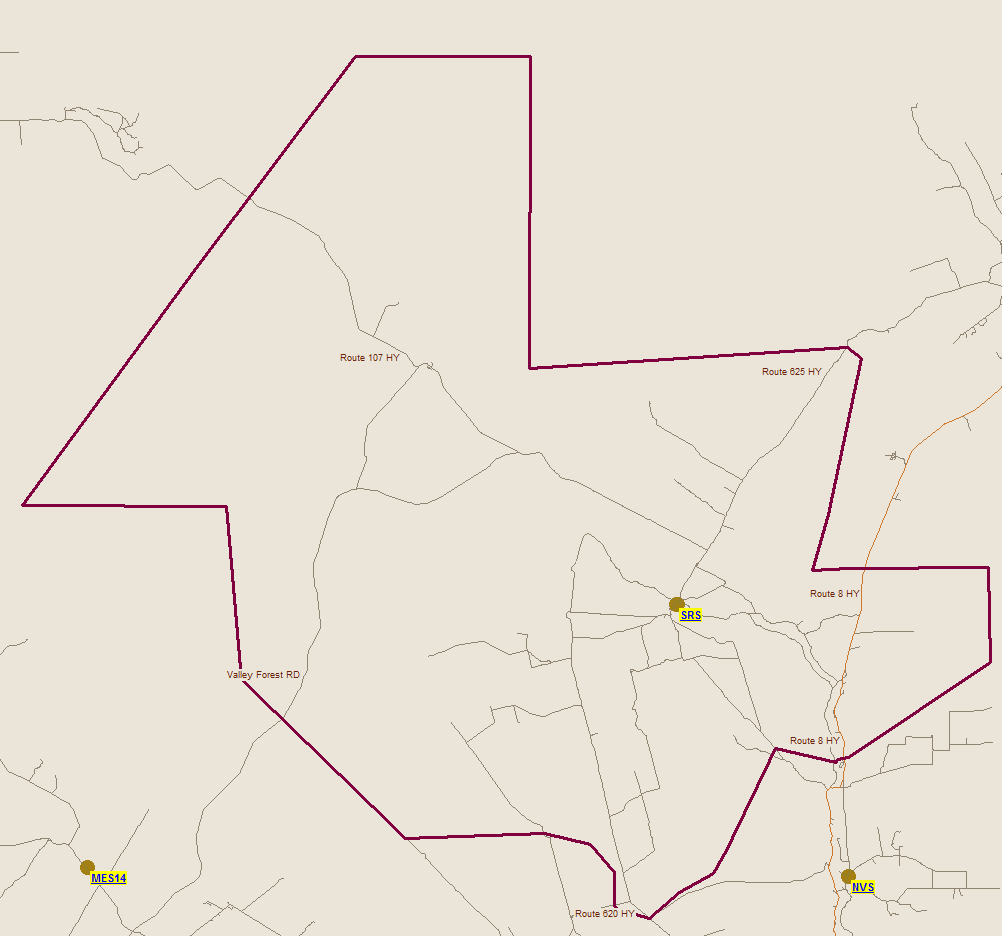 Route 107 HY
Route 625 HY
Route 8 HY
SRS
Valley Forest RD
Route 8 HY
MES14
NVS
Route 620 HY